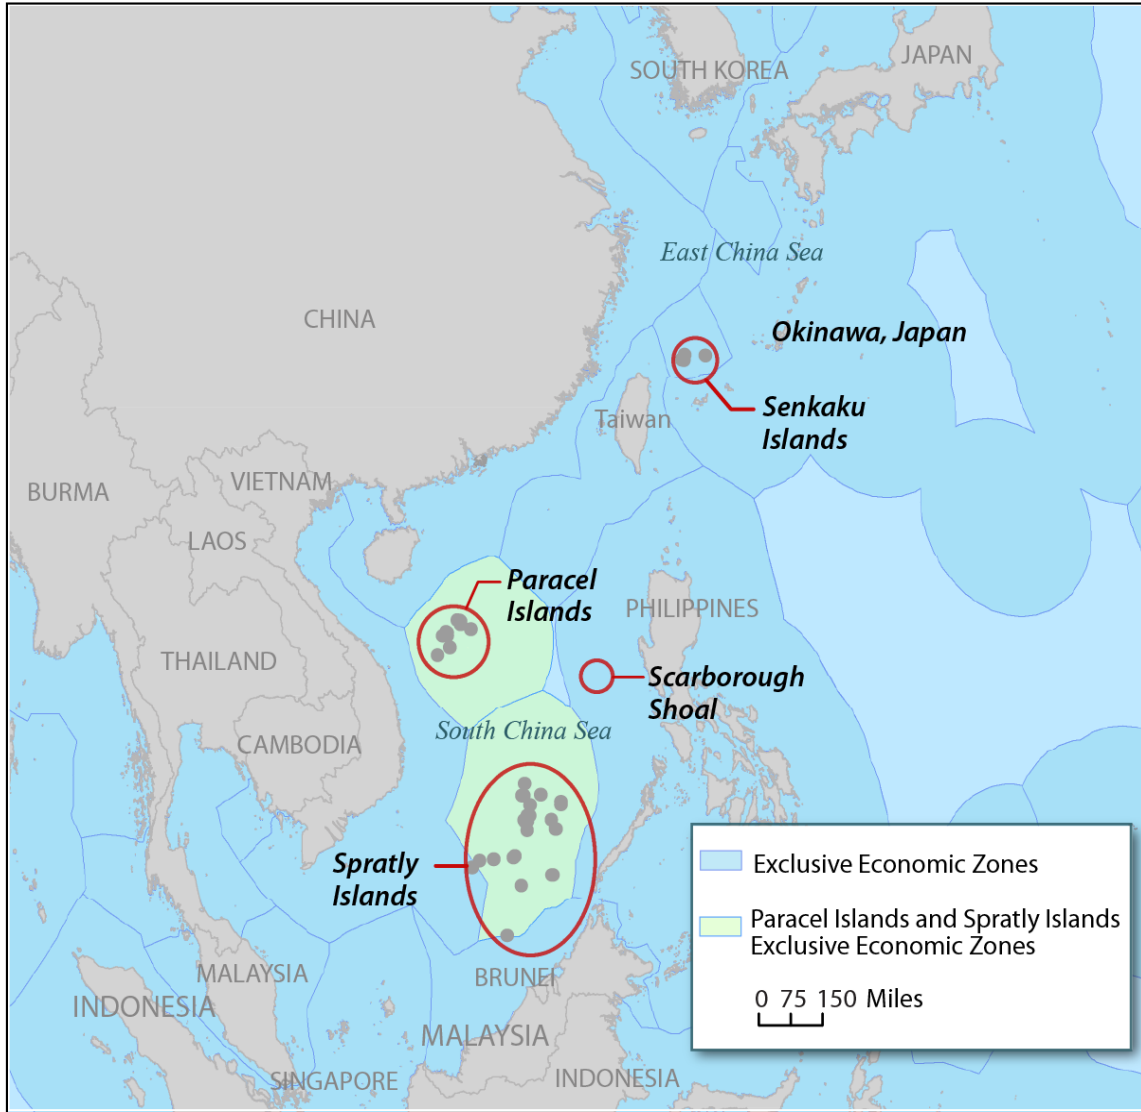 SOUTH KOREA
JAPAN
East China Sea
CHINA
Okinawa, Japan
Senkaku
Islands
Taiwan
BURMA
VIETNAM
LAOS
Paracel
Islands
PHILIPPINES
THAILAND
Scarborough
Shoal
South China Sea
CAMBODIA
Spratly
Islands
Exclusive Economic Zones
Paracel Islands and Spratly Islands
Exclusive Economic Zones
0 75 150 Miles
MALAYSIA
BRUNEI
INDONESIA
MALAYSIA
SINGAPORE
INDONESIA